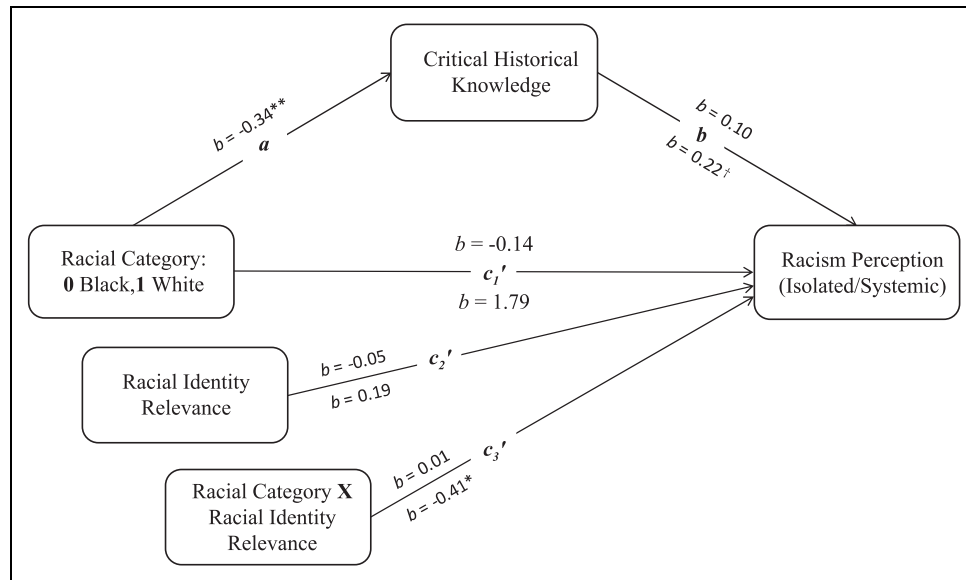 Critical Historical
Knowledge
b = -0.34**
a
b = 0.10
b
b = 0.22†
Racial Category:
0 Black,1 White
b = -0.14
c₁′
b = 1.79
Racism Perception
(Isolated/Systemic)
Racial Identity
Relevance
b = -0.05
c₂′
b = 0.19
Racial Category X
Racial Identity
Relevance
b = 0.01
c₃′
b = -0.41*